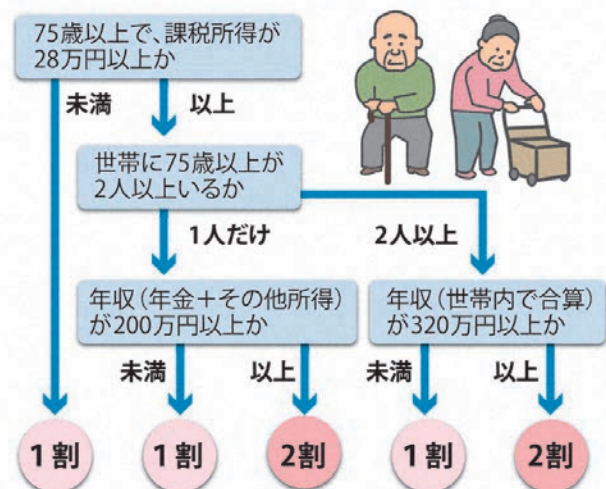 75歳以上で、課税所得が
28万円以上か
未満
以上
世帯に75歳以上が
2人以上いるか
1人だけ
2人以上
年収（年金＋その他所得）
が200万円以上か
年収（世帯内で合算）
が320万円以上か
未満
以上
未満
以上
1割
1割
2割
1割
2割